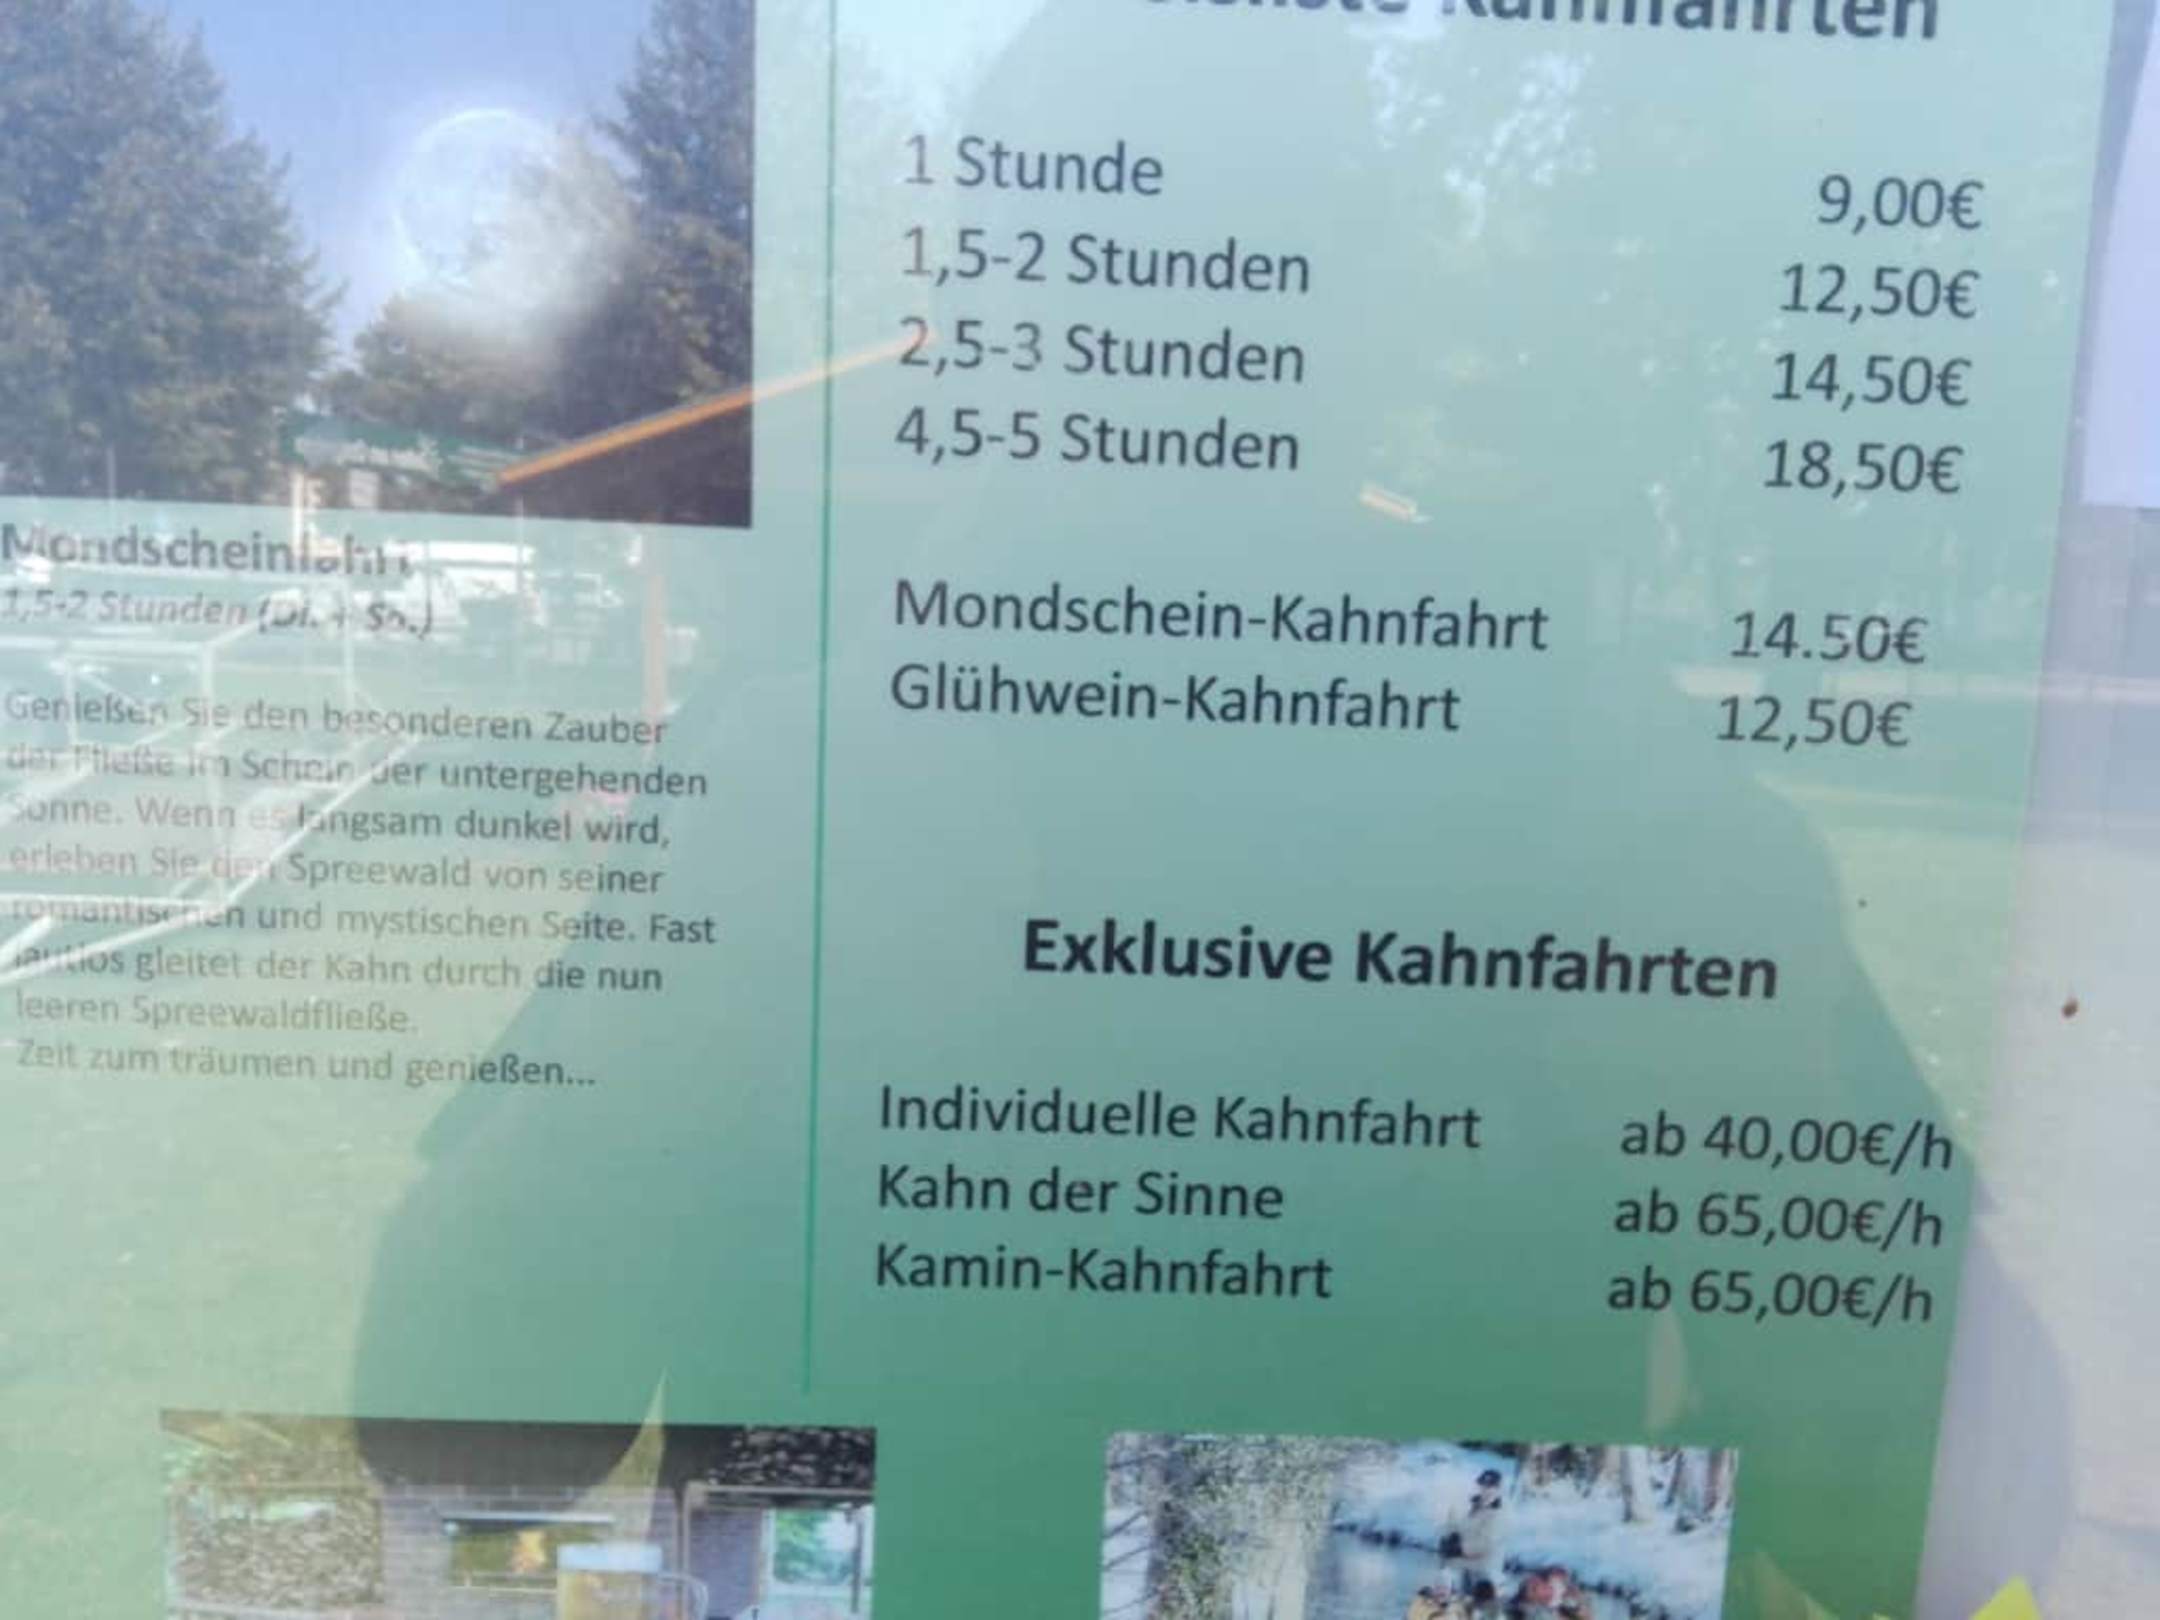 Kahnfahrten
1 Stunde 9,00€
1,5-2 Stunden 12,50€
2,5-3 Stunden 14,50€
4,5-5 Stunden 18,50€
Mondschein-Kahnfahrt 14.50€
Glühwein-Kahnfahrt 12,50€
Exklusive Kahnfahrten
Individuelle Kahnfahrt ab 40,00€/h
Kahn der Sinne ab 65,00€/h
Kamin-Kahnfahrt ab 65,00€/h
Mondscheinfahrt
1,5-2 Stunden (Di. +
Genießen Sie den besonderen Zauber
der Fließe im Schein der untergehenden
Sonne. Wenn es langsam dunkel wird,
erleben Sie den Spreewald von seiner
romantischen und mystischen Seite. Fast
lautlos gleitet der Kahn durch die nun
leeren Spreewaldfließe.
Zeit zum träumen und genießen...